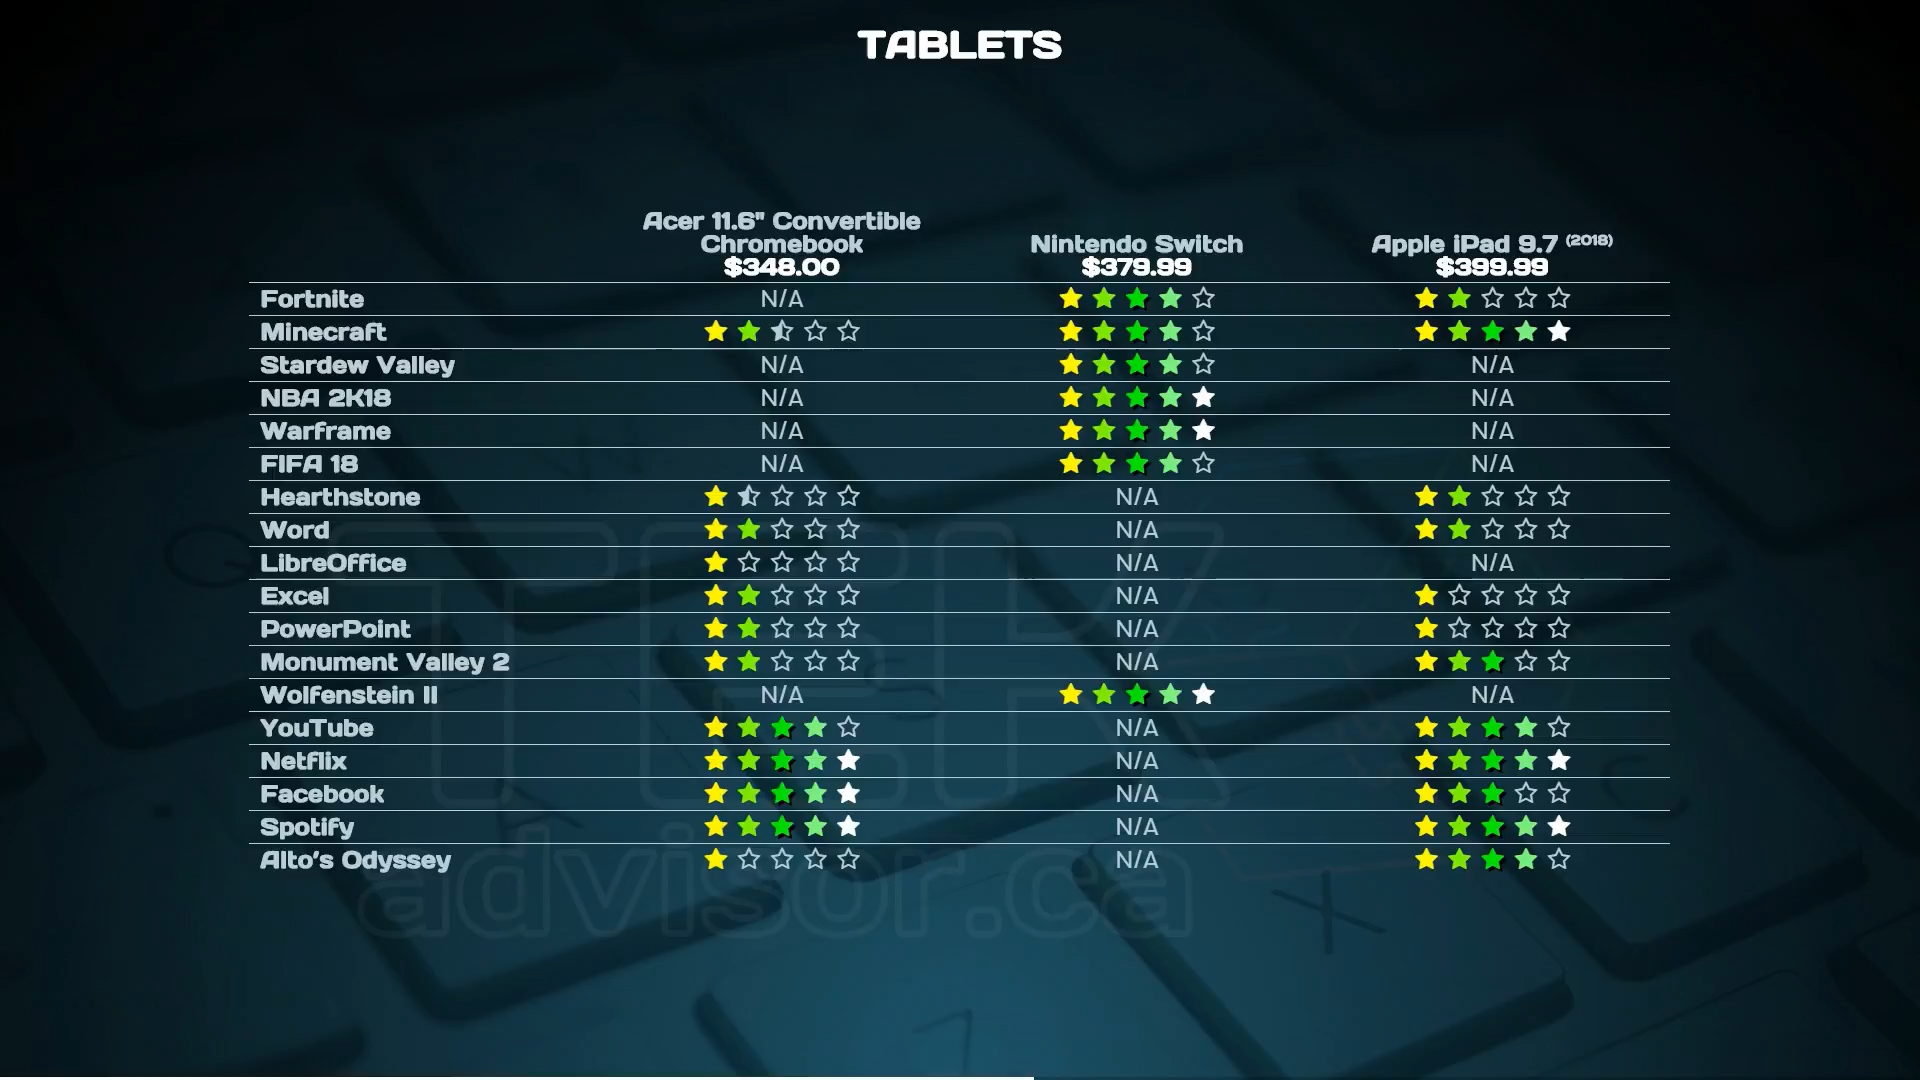 TABLETS
Acer 11.6" Convertible
Chromebook
$348.00
Nintendo Switch
$379.99
Apple iPad 9.7 (2018)
$399.99
Fortnite N/A
Minecraft
Stardew Valley N/A N/A
NBA 2K18 N/A N/A
Warframe N/A N/A
FIFA 18 N/A N/A
Hearthstone N/A
Word N/A
LibreOffice N/A N/A
Excel N/A
PowerPoint N/A
Monument Valley 2 N/A
Wolfenstein II N/A N/A
YouTube N/A
Netflix N/A
Facebook N/A
Spotify N/A
Alto's Odyssey N/A
TEK
advisor.ca